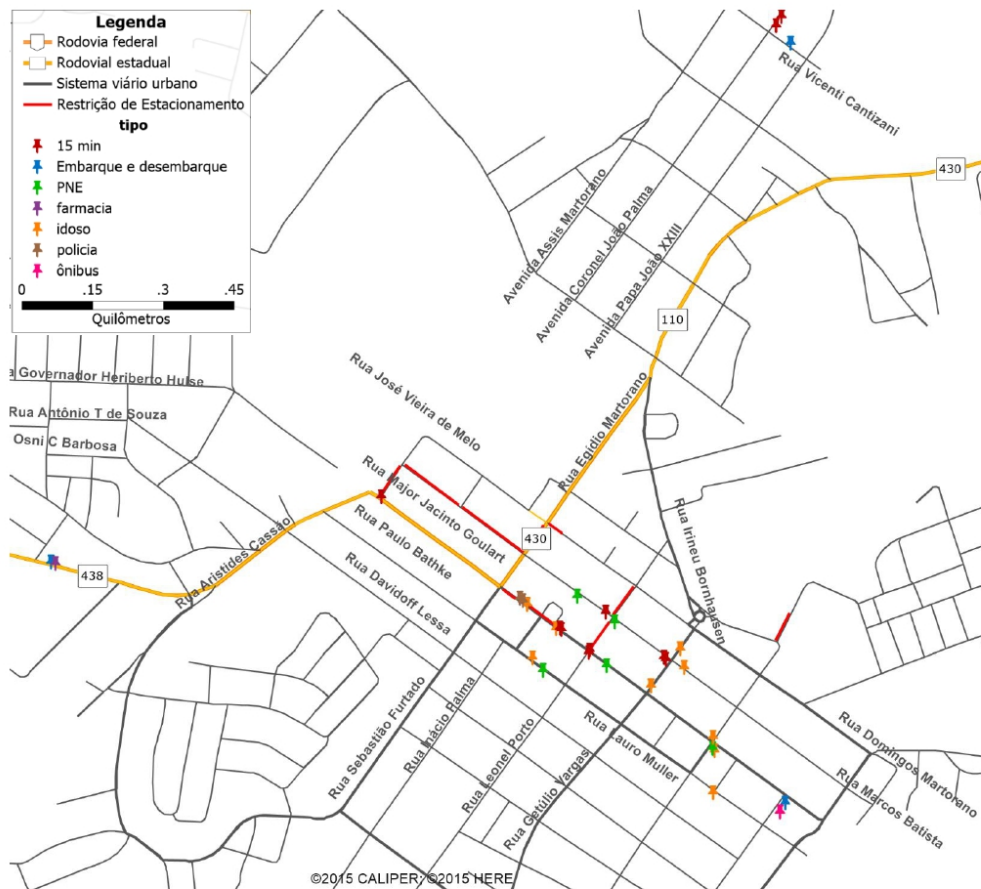 Legenda
Rodovia federal
Rodovial estadual
Sistema viário urbano
Restrição de Estacionamento
tipo
15 min
Embarque e desembarque
PNE
farmacia
idoso
policia
ônibus
0 .15 .3 .45
Quilômetros
Rua Vicenti Cantizani
430
Avenida Assis Martorano
Avenida Coronel João Palma
Avenida Papa João XXIII
110
a Governador Heriberto Hulse
Rua Antônio T de Souza
Osni C Barbosa
Rua José Vieira de Melo
Rua Egídio Martorano
Rua Major Jacinto Goulart
Rua Paulo Bathke
430
Rua Irineu Bornhausen
438
Rua Aristides Cassão
Rua Davidoff Lessa
Rua Sebastião Furtado
Rua Inácio Palma
Rua Leonel Porto
Rua Getúlio Vargas
Rua Lauro Muller
Rua Domingos Martorano
Rua Marcos Batista
©2015 CALIPER; ©2015 HERE